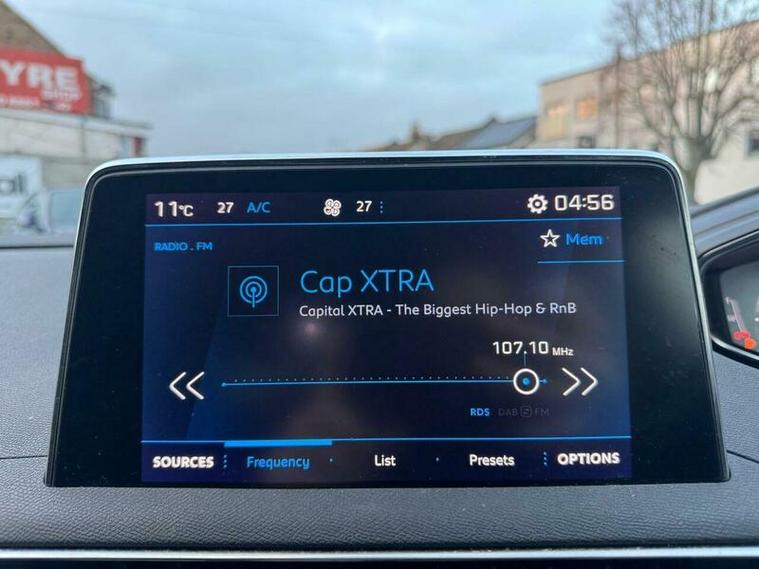 YRE
SHOP
11°C 27 A/C 27 04:56
RADIO . FM
Mem
Cap XTRA
Capital XTRA - The Biggest Hip-Hop & RnB
107.10 MHz
RDS DAB FM
SOURCES Frequency List Presets OPTIONS